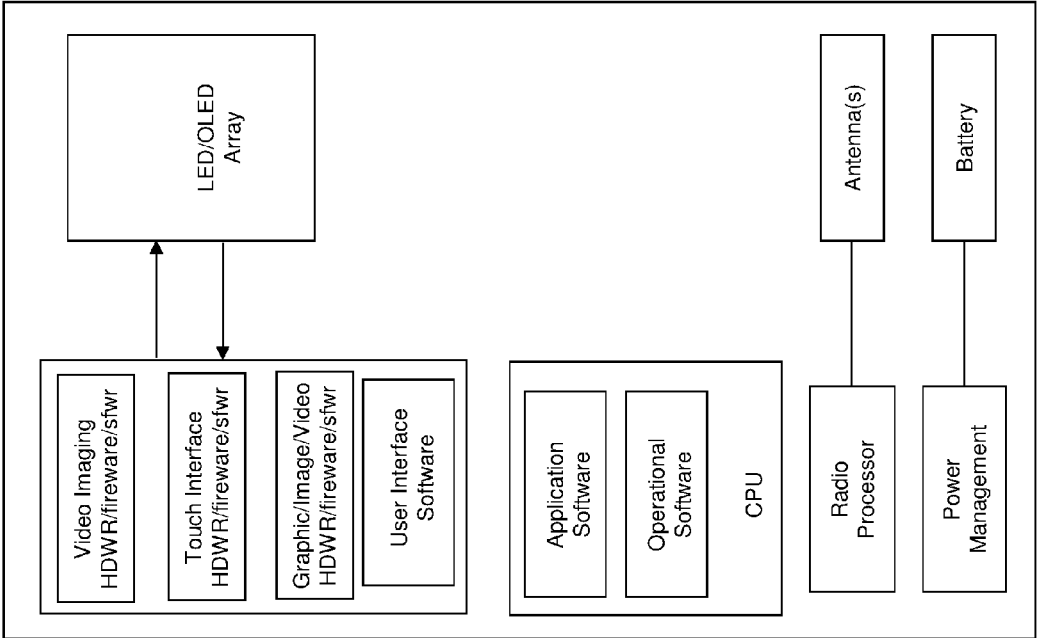 Video Imaging
HDWR/fireware/sfwr
Touch Interface
HDWR/fireware/sfwr
Graphic/Image/Video
HDWR/fireware/sfwr
User Interface
Software
LED/OLED
Array
Application
Software
Operational
Software
CPU
Radio
Processor
Antenna(s)
Power
Management
Battery